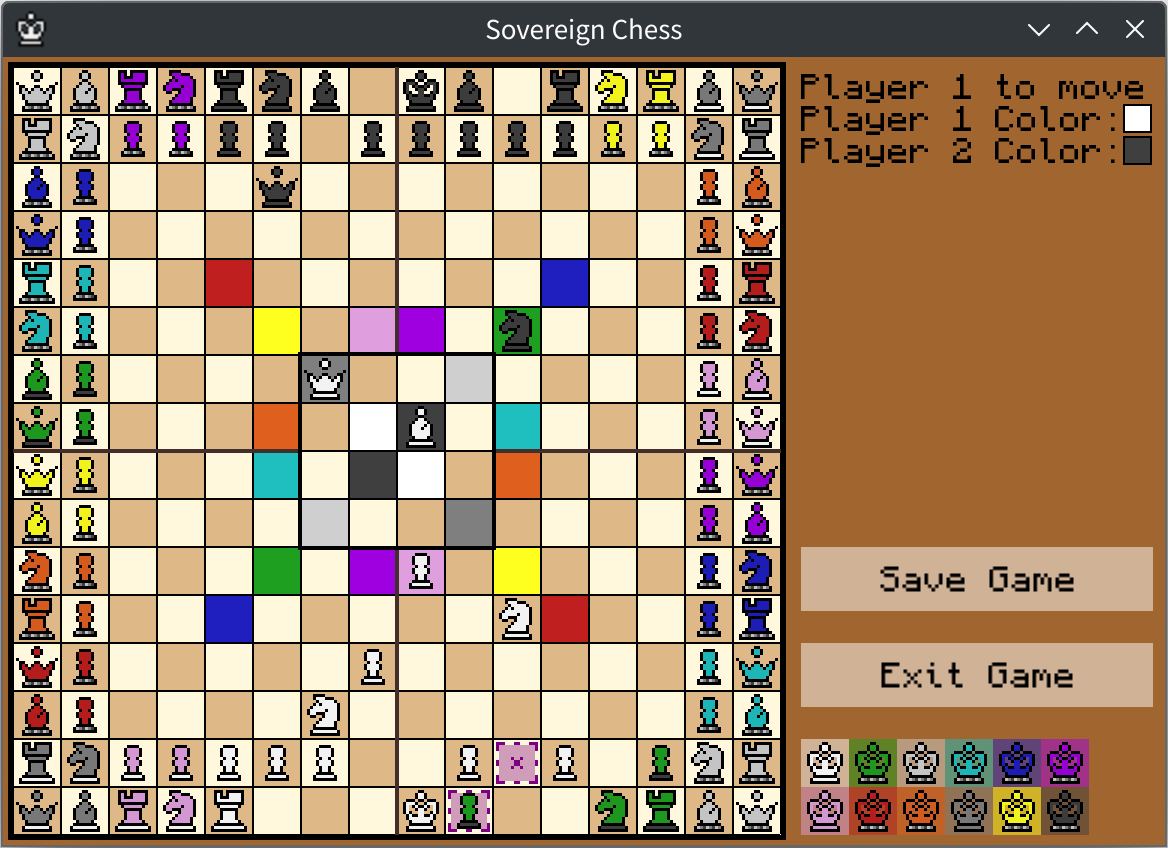 Sovereign Chess
Player 1 to move
Player 1 Color:
Player 2 Color:
Save Game
Exit Game